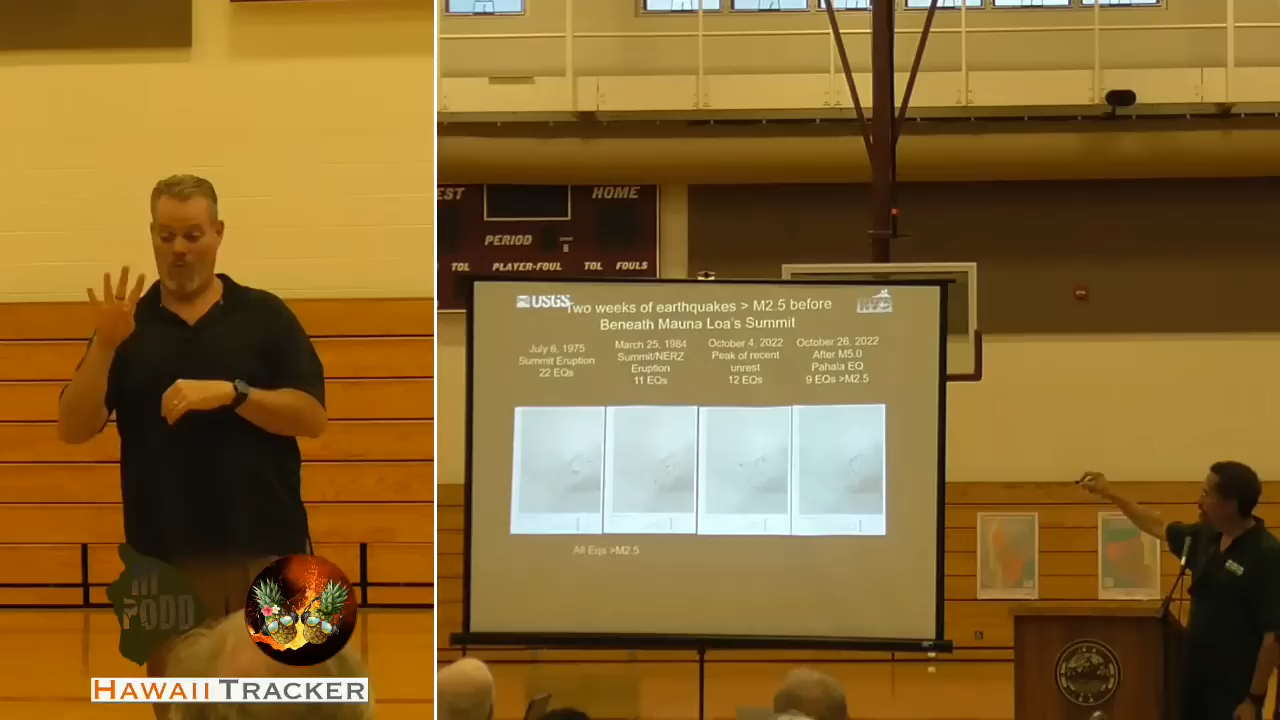 EST
HOME
PERIOD
TOL PLAYER-FOUL TOL FOULS
USGS
Two weeks of earthquakes > M2.5 before
Beneath Mauna Loa's Summit
July 6, 1975
Summit Eruption
22 EQs
March 25, 1984
Summit/NERZ
Eruption
11 EQs
October 4, 2022
Peak of recent
unrest
12 EQs
October 26, 2022
After M5.0
Pahala EQ
9 EQs >M2.5
All Eqs >M2.5
PODD
HAWAII TRACKER